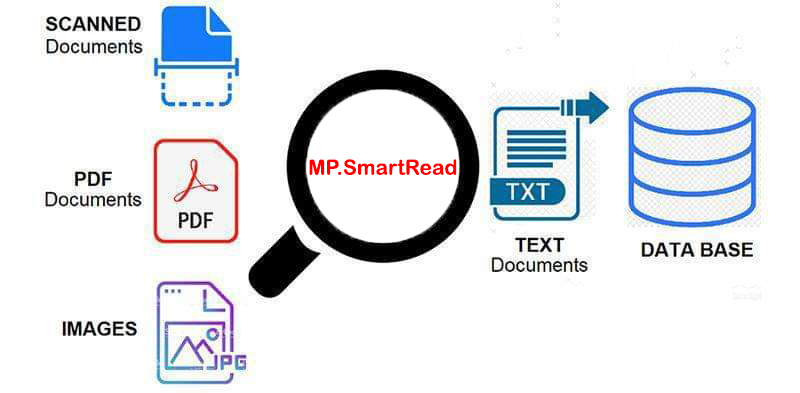 SCANNED
Documents
PDF
Documents
PDF
IMAGES
JPG
MP.SmartRead
TXT
TEXT
Documents
DATA BASE